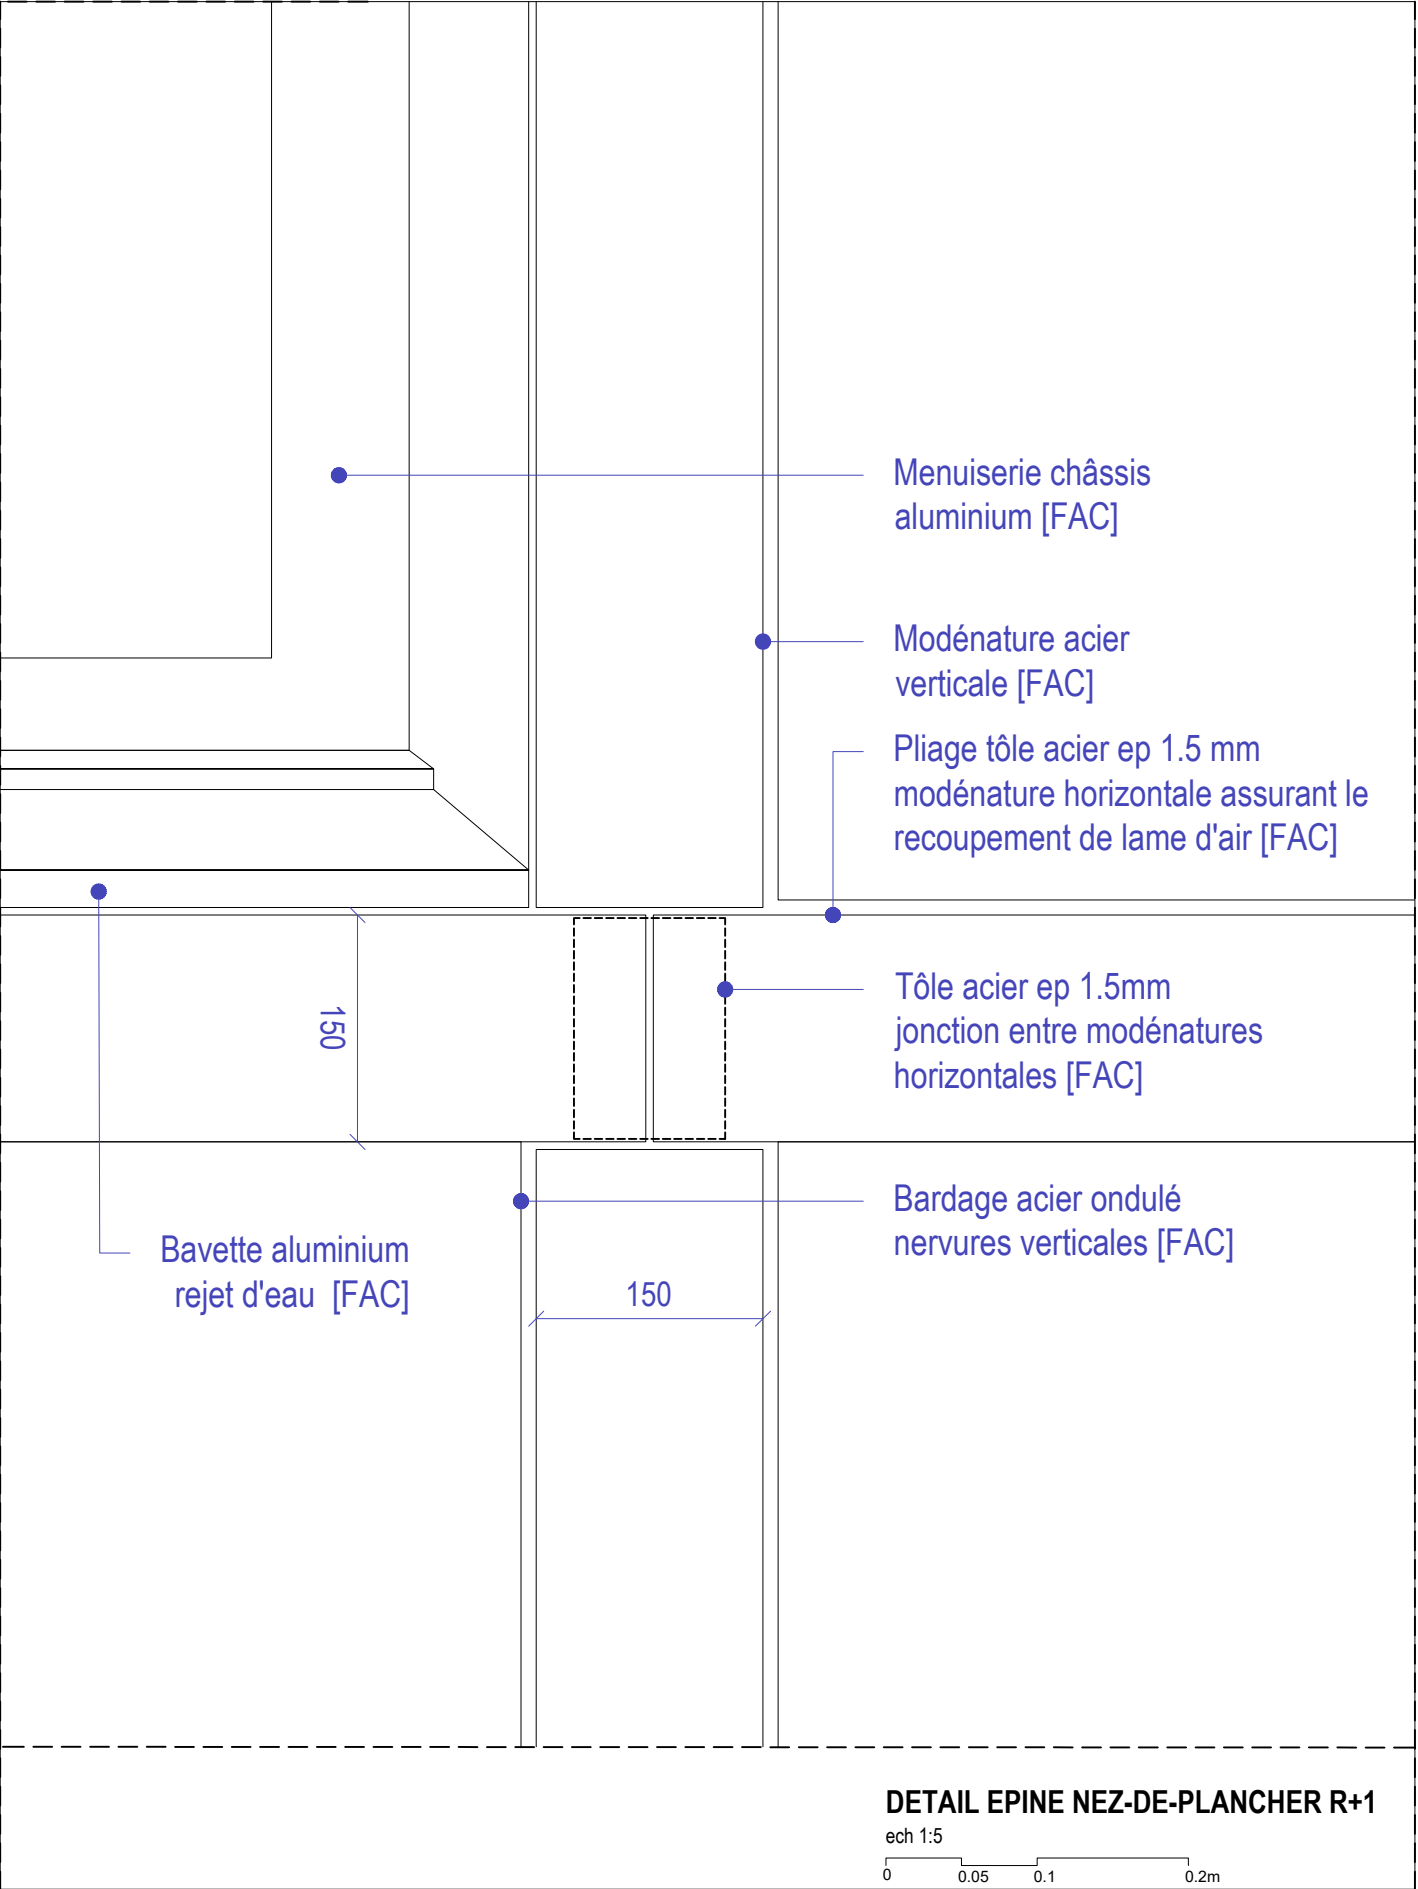 Menuiserie châssis
aluminium [FAC]
Modénature acier
verticale [FAC]
Pliage tôle acier ep 1.5 mm
modénature horizontale assurant le
recoupement de lame d'air [FAC]
Tôle acier ep 1.5mm
jonction entre modénatures
horizontales [FAC]
150
Bardage acier ondulé
nervures verticales [FAC]
Bavette aluminium
rejet d'eau [FAC]
150
DETAIL EPINE NEZ-DE-PLANCHER R+1
ech 1:5
0 0.05 0.1 0.2m